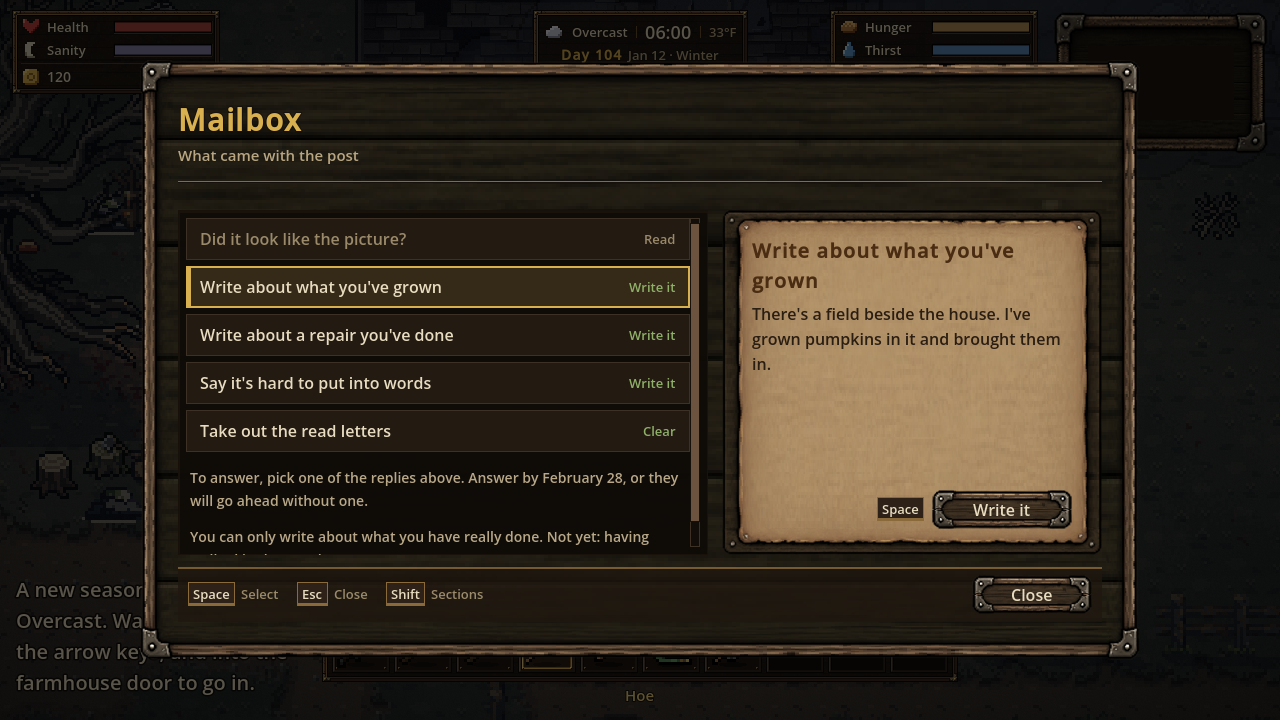 Health
Sanity
120
Overcast 06:00 33°F
Day 104 Jan 12 · Winter
Hunger
Thirst
Mailbox
What came with the post
Did it look like the picture? Read
Write about what you've grown Write it
Write about a repair you've done Write it
Say it's hard to put into words Write it
Take out the read letters Clear
To answer, pick one of the replies above. Answer by February 28, or they
will go ahead without one.
You can only write about what you have really done. Not yet: having
Write about what you've
grown
There's a field beside the house. I've
grown pumpkins in it and brought them
in.
Space Write it
Space Select Esc Close Shift Sections
Close
A new season
Overcast. Wa
the arrow key
farmhouse door to go in.
Hoe